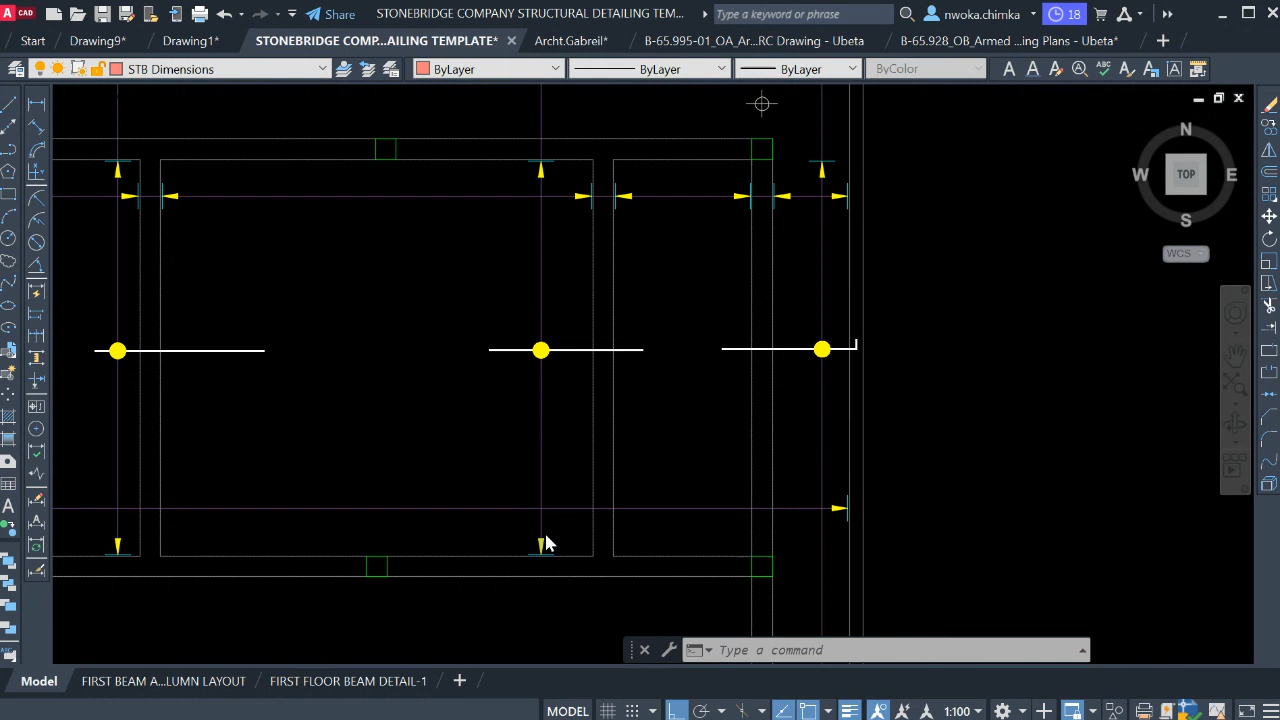 A CAD Share STONEBRIDGE COMPANY STRUCTURAL DETAILING TEM... Type a keyword or phrase nwoka.chimka... 18
Start Drawing9* Drawing1* STONEBRIDGE COMP...AILING TEMPLATE* Archt.Gabreil* B-65.995-01_OA_Ar...RC Drawing - Ubeta B-65.928_OB_Armed ...ing Plans - Ubeta*
STB Dimensions ByLayer ByLayer ByLayer ByColor
N
W TOP E
S
WCS
Type a command
Model FIRST BEAM A...LUMN LAYOUT FIRST FLOOR BEAM DETAIL-1
MODEL 1:100